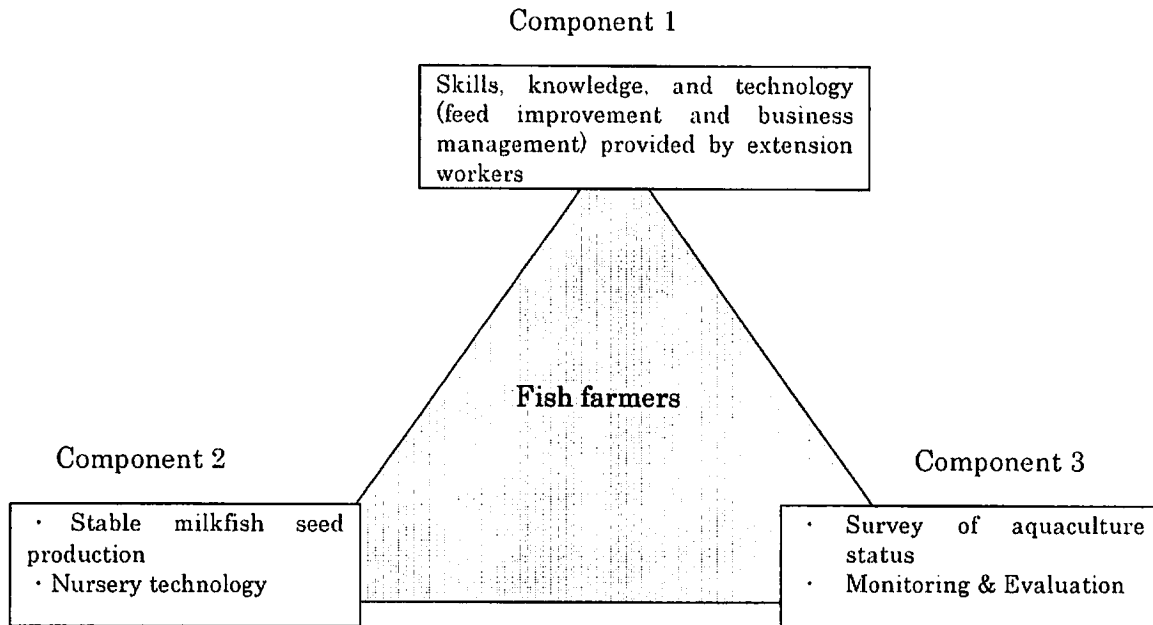 Component 1
Skills, knowledge, and technology
(feed improvement and business
management) provided by extension
workers
Fish farmers
Component 2
· Stable milkfish seed
production
· Nursery technology
Component 3
· Survey of aquaculture
status
· Monitoring & Evaluation